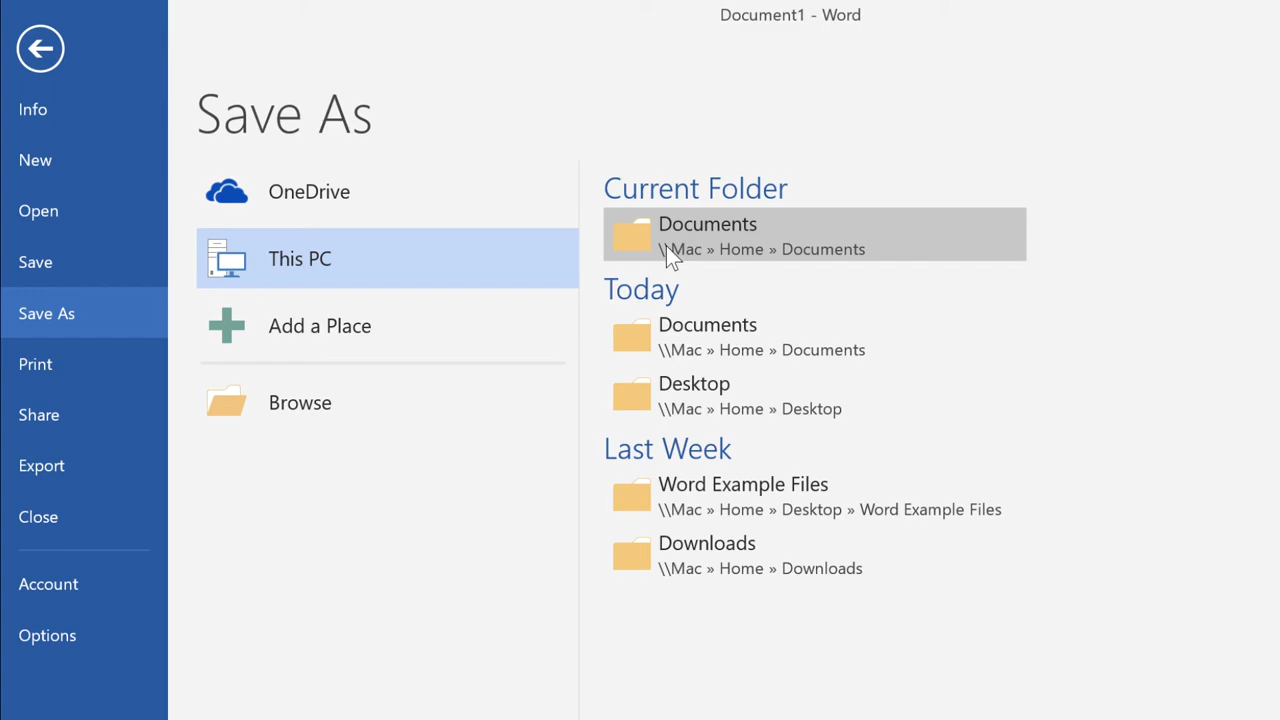 Document1 - Word
Info
New
Open
Save
Save As
Print
Share
Export
Close
Account
Options
Save As
OneDrive
This PC
Add a Place
Browse
Current Folder
Documents
\\Mac » Home » Documents
Today
Documents
\\Mac » Home » Documents
Desktop
\\Mac » Home » Desktop
Last Week
Word Example Files
\\Mac » Home » Desktop » Word Example Files
Downloads
\\Mac » Home » Downloads